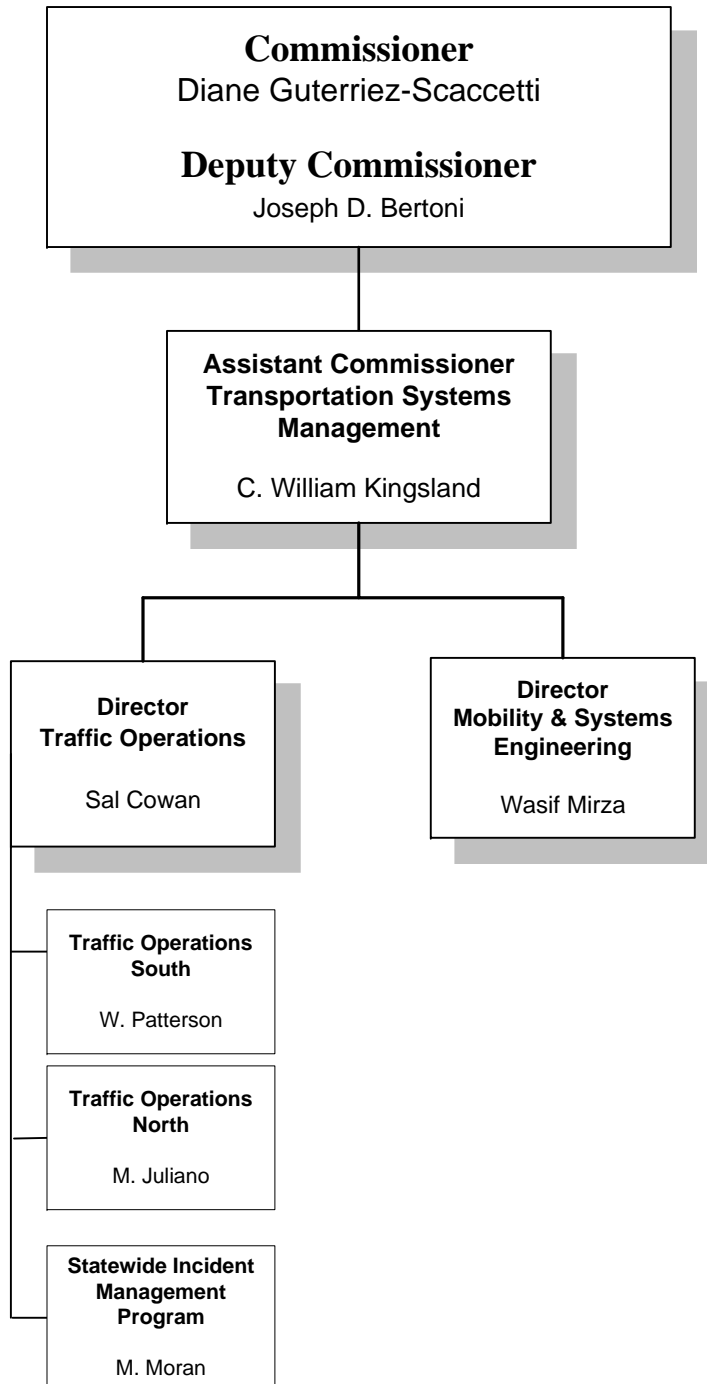 Commissioner
Diane Guterriez-Scaccetti
Deputy Commissioner
Joseph D. Bertoni
Assistant Commissioner
Transportation Systems
Management
C. William Kingsland
Director
Traffic Operations
Sal Cowan
Director
Mobility & Systems
Engineering
Wasif Mirza
Traffic Operations
South
W. Patterson
Traffic Operations
North
M. Juliano
Statewide Incident
Management
Program
M. Moran